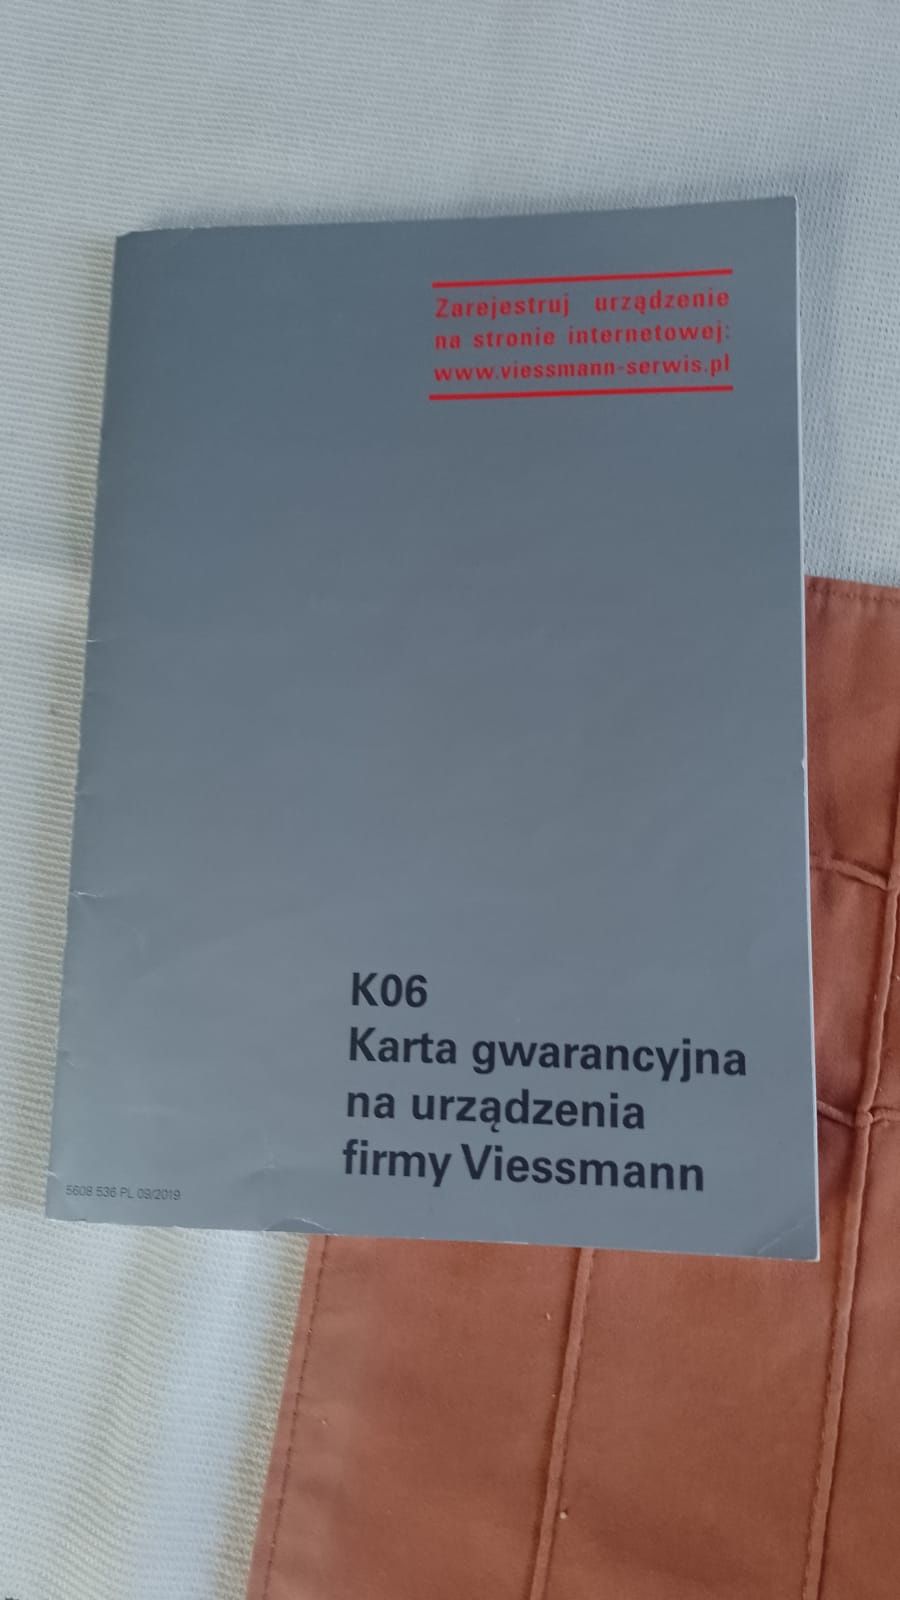 Zarejestruj urządzenie
na stronie internetowej:
www.viessmann-serwis.pl
K06
Karta gwarancyjna
na urządzenia
firmy Viessmann
5608 536 PL 09/2019